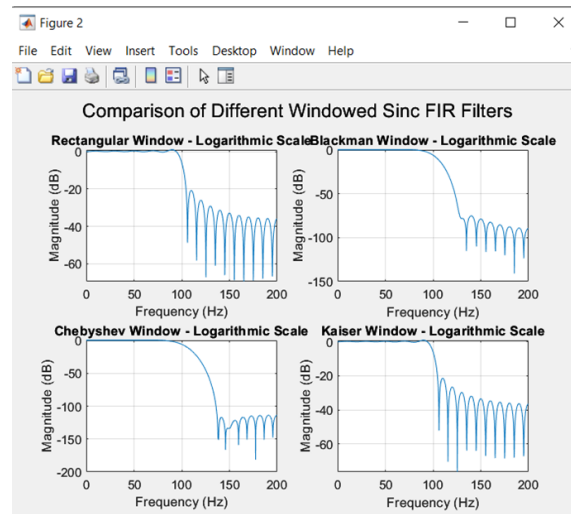 Figure 2
File Edit View Insert Tools Desktop Window Help
Comparison of Different Windowed Sinc FIR Filters
Rectangular Window - Logarithmic Scale
0
-20
-40
-60
Magnitude (dB)
0 50 100 150 200
Frequency (Hz)
Blackman Window - Logarithmic Scale
0
-50
-100
-150
Magnitude (dB)
0 50 100 150 200
Frequency (Hz)
Chebyshev Window - Logarithmic Scale
0
-50
-100
-150
-200
Magnitude (dB)
0 50 100 150 200
Frequency (Hz)
Kaiser Window - Logarithmic Scale
0
-20
-40
-60
Magnitude (dB)
0 50 100 150 200
Frequency (Hz)